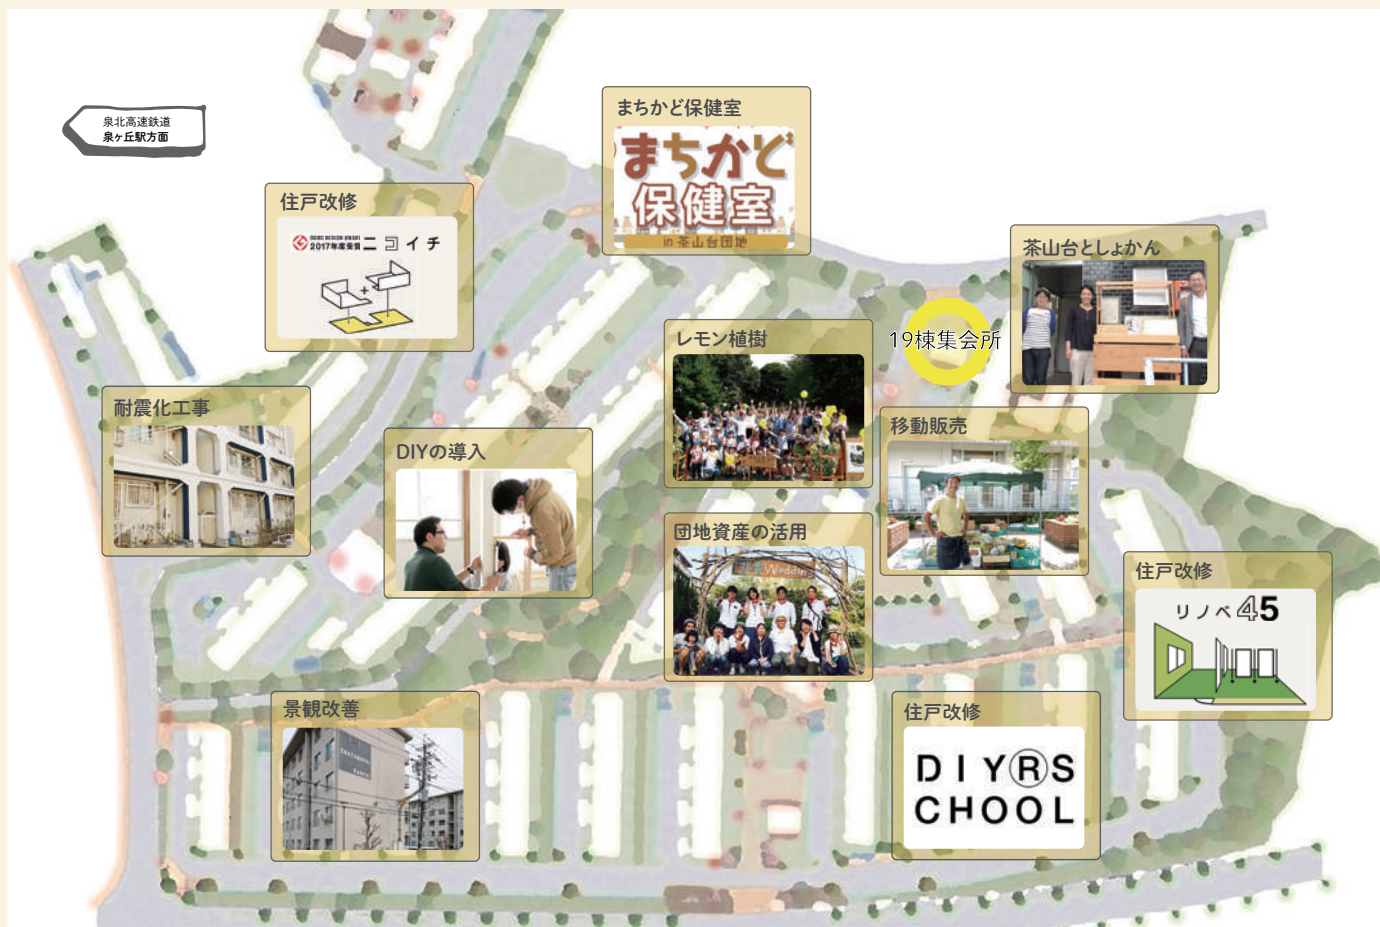 泉北高速鉄道
泉ヶ丘駅方面
まちかど保健室
まちかど
保健室
in 茶山台団地
住戸改修
2017年度受賞 ニコイチ
茶山台としょかん
19棟集会所
レモン植樹
移動販売
耐震化工事
DIYの導入
団地資産の活用
Wedding
住戸改修
リノベ45
景観改善
住戸改修
DIYRS
CHOOL